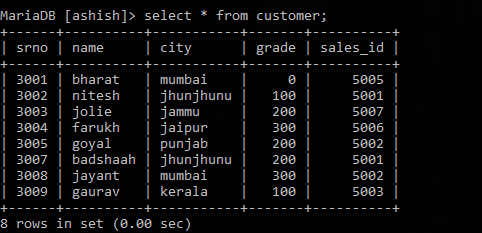 MariaDB [ashish]> select * from customer;
+------+----------+-----------+-------+----------+
| srno | name     | city      | grade | sales_id |
+------+----------+-----------+-------+----------+
| 3001 | bharat   | mumbai    |     0 |     5005 |
| 3002 | nitesh   | jhunjhunu |   100 |     5001 |
| 3003 | jolie    | jammu     |   200 |     5007 |
| 3004 | farukh   | jaipur    |   300 |     5006 |
| 3005 | goyal    | punjab    |   200 |     5002 |
| 3007 | badshaah | jhunjhunu |   200 |     5001 |
| 3008 | jayant   | mumbai    |   300 |     5002 |
| 3009 | gaurav   | kerala    |   100 |     5003 |
+------+----------+-----------+-------+----------+
8 rows in set (0.00 sec)